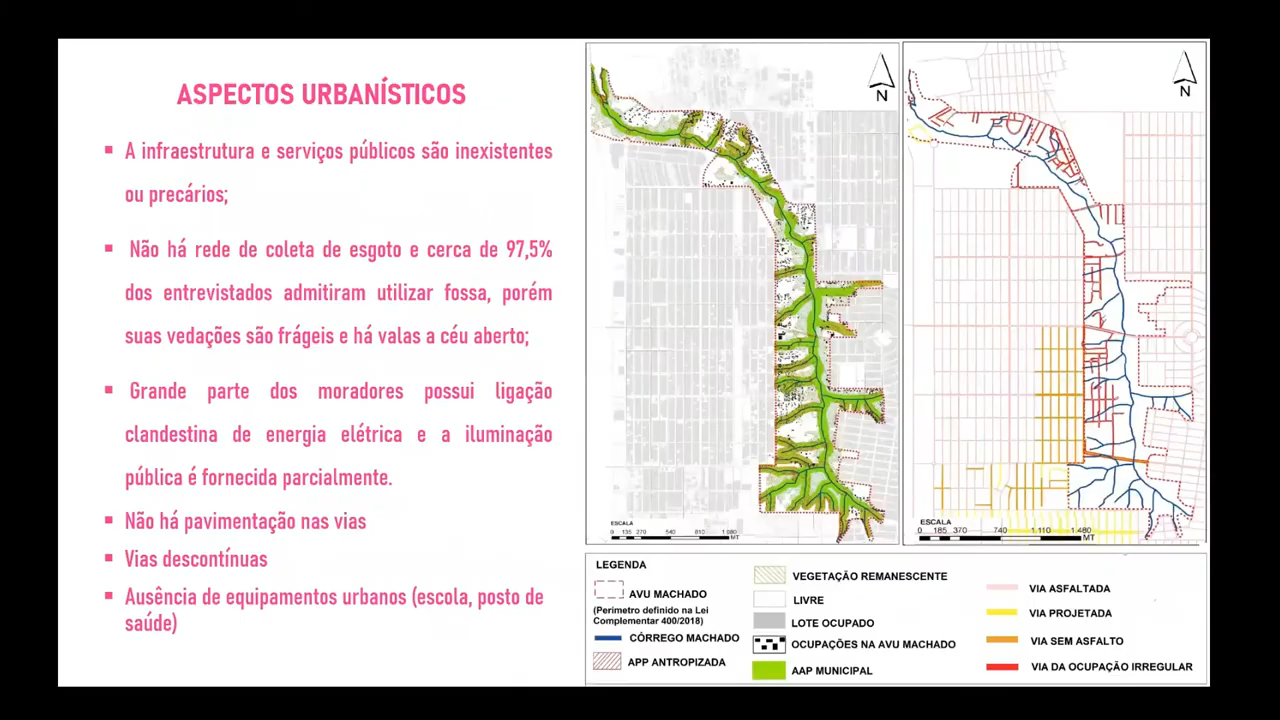 ASPECTOS URBANÍSTICOS
▪ A infraestrutura e serviços públicos são inexistentes
ou precários;
▪ Não há rede de coleta de esgoto e cerca de 97,5%
dos entrevistados admitiram utilizar fossa, porém
suas vedações são frágeis e há valas a céu aberto;
▪ Grande parte dos moradores possui ligação
clandestina de energia elétrica e a iluminação
pública é fornecida parcialmente.
▪ Não há pavimentação nas vias
▪ Vias descontínuas
▪ Ausência de equipamentos urbanos (escola, posto de
saúde)
N
ESCALA
0 135 270 540 810 1 080
MT
N
ESCALA
0 185 370 740 1.110 1.480
MT
LEGENDA
AVU MACHADO
(Perimetro definido na Lei
Complementar 400/2018)
CÓRREGO MACHADO
APP ANTROPIZADA
VEGETAÇÃO REMANESCENTE
LIVRE
LOTE OCUPADO
OCUPAÇÕES NA AVU MACHADO
AAP MUNICIPAL
VIA ASFALTADA
VIA PROJETADA
VIA SEM ASFALTO
VIA DA OCUPAÇÃO IRREGULAR